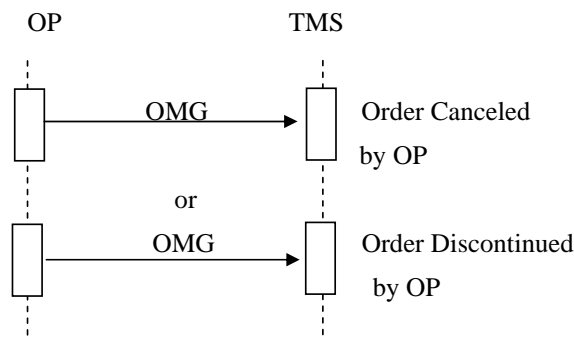 OP TMS
OMG Order Canceled
by OP
or
OMG Order Discontinued
by OP